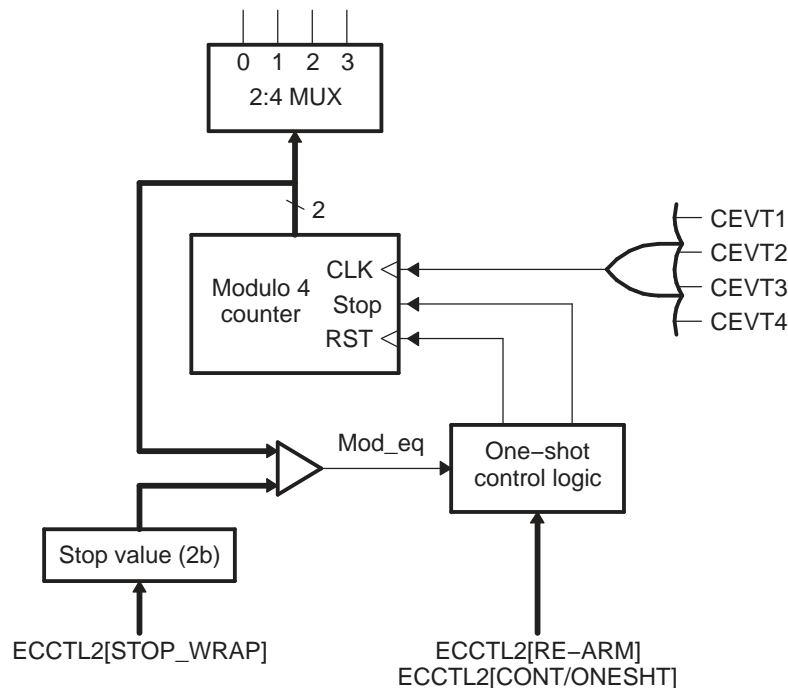 0 1 2 3
2:4 MUX
2
CEVT1
CLK
CEVT2
Modulo 4
counter
Stop
CEVT3
RST
CEVT4
Mod_eq
One−shot
control logic
Stop value (2b)
ECCTL2[STOP_WRAP]
ECCTL2[RE−ARM]
ECCTL2[CONT/ONESHT]